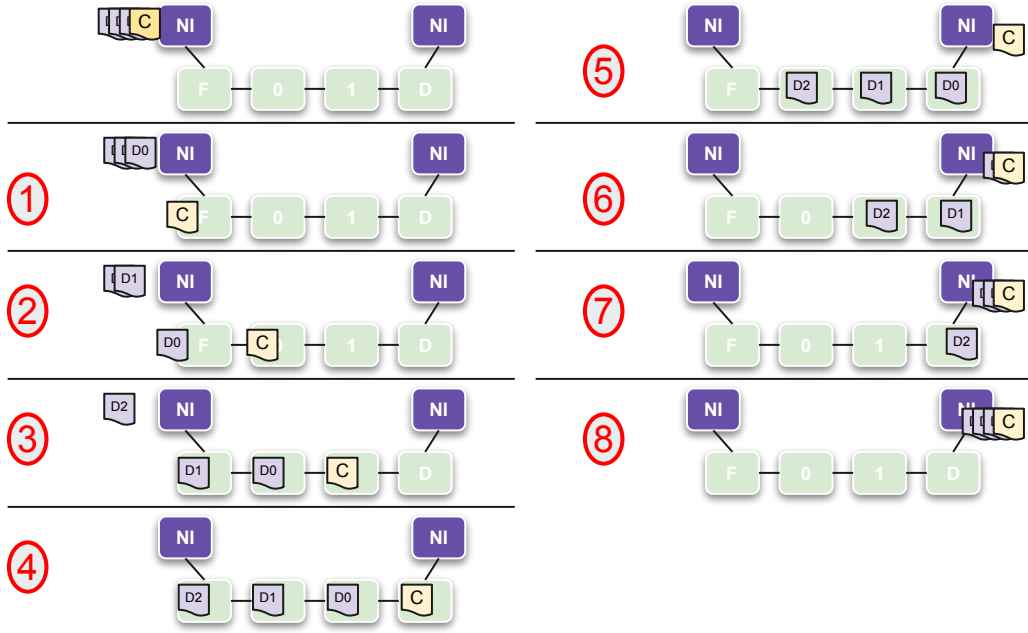 D C NI
F 0 1 D
1
D0 NI NI
C F 0 1 D
2
D1 NI NI
D0 F C 1 D
3
D2 NI NI
D1 D0 C D
4
NI NI
D2 D1 D0 C
NI NI C
5
F D2 D1 D0
6
NI NI C
F 0 D2 D1
7
NI NI C
F 0 1 D2
8
NI NI C
F 0 1 D